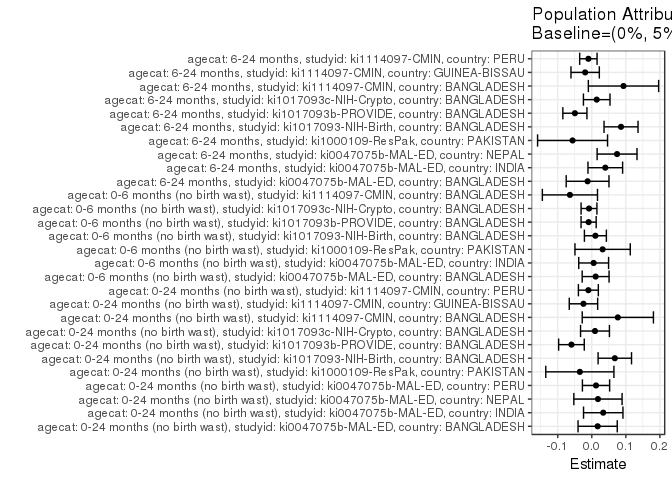 Population Attribu
Baseline=(0%, 5%
agecat: 6-24 months, studyid: ki1114097-CMIN, country: PERU
agecat: 6-24 months, studyid: ki1114097-CMIN, country: GUINEA-BISSAU
agecat: 6-24 months, studyid: ki1114097-CMIN, country: BANGLADESH
agecat: 6-24 months, studyid: ki1017093c-NIH-Crypto, country: BANGLADESH
agecat: 6-24 months, studyid: ki1017093b-PROVIDE, country: BANGLADESH
agecat: 6-24 months, studyid: ki1017093-NIH-Birth, country: BANGLADESH
agecat: 6-24 months, studyid: ki1000109-ResPak, country: PAKISTAN
agecat: 6-24 months, studyid: ki0047075b-MAL-ED, country: NEPAL
agecat: 6-24 months, studyid: ki0047075b-MAL-ED, country: INDIA
agecat: 6-24 months, studyid: ki0047075b-MAL-ED, country: BANGLADESH
agecat: 0-6 months (no birth wast), studyid: ki1114097-CMIN, country: BANGLADESH
agecat: 0-6 months (no birth wast), studyid: ki1017093c-NIH-Crypto, country: BANGLADESH
agecat: 0-6 months (no birth wast), studyid: ki1017093b-PROVIDE, country: BANGLADESH
agecat: 0-6 months (no birth wast), studyid: ki1017093-NIH-Birth, country: BANGLADESH
agecat: 0-6 months (no birth wast), studyid: ki1000109-ResPak, country: PAKISTAN
agecat: 0-6 months (no birth wast), studyid: ki0047075b-MAL-ED, country: INDIA
agecat: 0-6 months (no birth wast), studyid: ki0047075b-MAL-ED, country: BANGLADESH
agecat: 0-24 months (no birth wast), studyid: ki1114097-CMIN, country: PERU
agecat: 0-24 months (no birth wast), studyid: ki1114097-CMIN, country: GUINEA-BISSAU
agecat: 0-24 months (no birth wast), studyid: ki1114097-CMIN, country: BANGLADESH
agecat: 0-24 months (no birth wast), studyid: ki1017093c-NIH-Crypto, country: BANGLADESH
agecat: 0-24 months (no birth wast), studyid: ki1017093b-PROVIDE, country: BANGLADESH
agecat: 0-24 months (no birth wast), studyid: ki1017093-NIH-Birth, country: BANGLADESH
agecat: 0-24 months (no birth wast), studyid: ki1000109-ResPak, country: PAKISTAN
agecat: 0-24 months (no birth wast), studyid: ki0047075b-MAL-ED, country: PERU
agecat: 0-24 months (no birth wast), studyid: ki0047075b-MAL-ED, country: NEPAL
agecat: 0-24 months (no birth wast), studyid: ki0047075b-MAL-ED, country: INDIA
agecat: 0-24 months (no birth wast), studyid: ki0047075b-MAL-ED, country: BANGLADESH
-0.1 0.0 0.1 0.2
Estimate